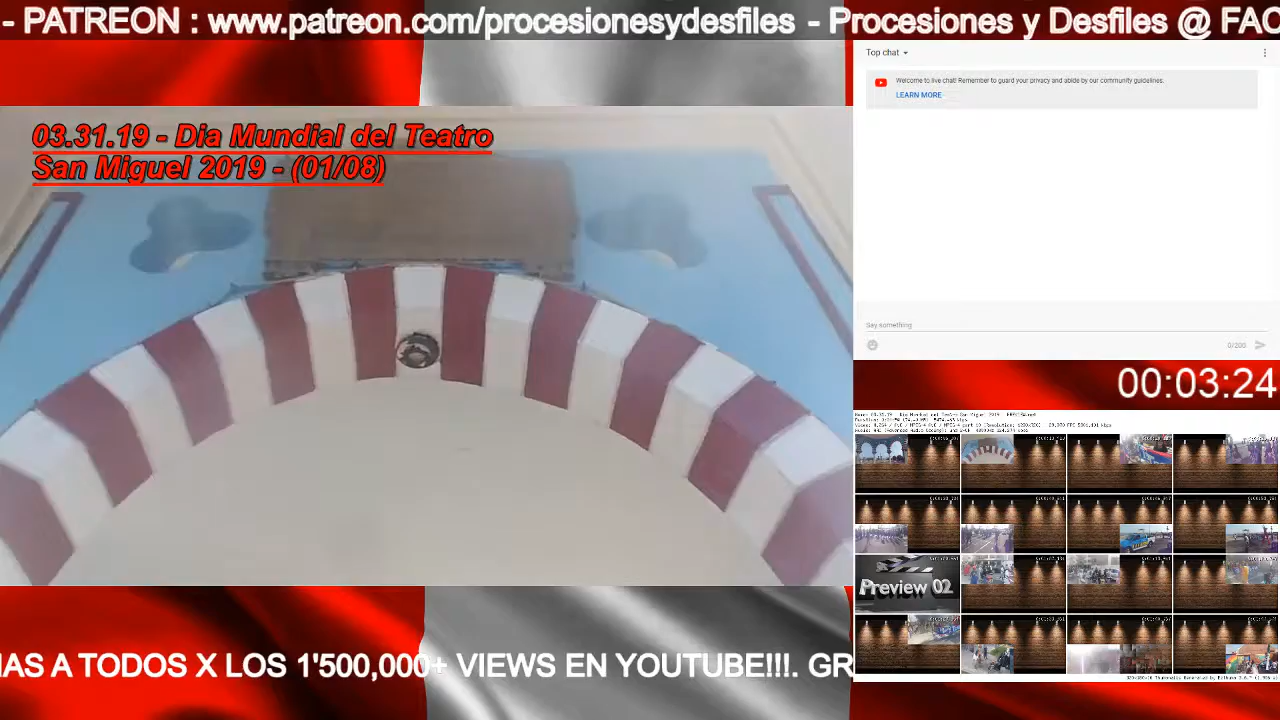 - PATREON : www.patreon.com/procesionesydesfiles - Procesiones y Desfiles @ FAC
Top chat
Welcome to live chat! Remember to guard your privacy and abide by our community guidelines.
LEARN MORE
03.31.19 - Dia Mundial del Teatro
San Miguel 2019 - (01/08)
Say something
0/200
00:03:24
Preview 02
IAS A TODOS X LOS 1'500,000+ VIEWS EN YOUTUBE!!!. GR